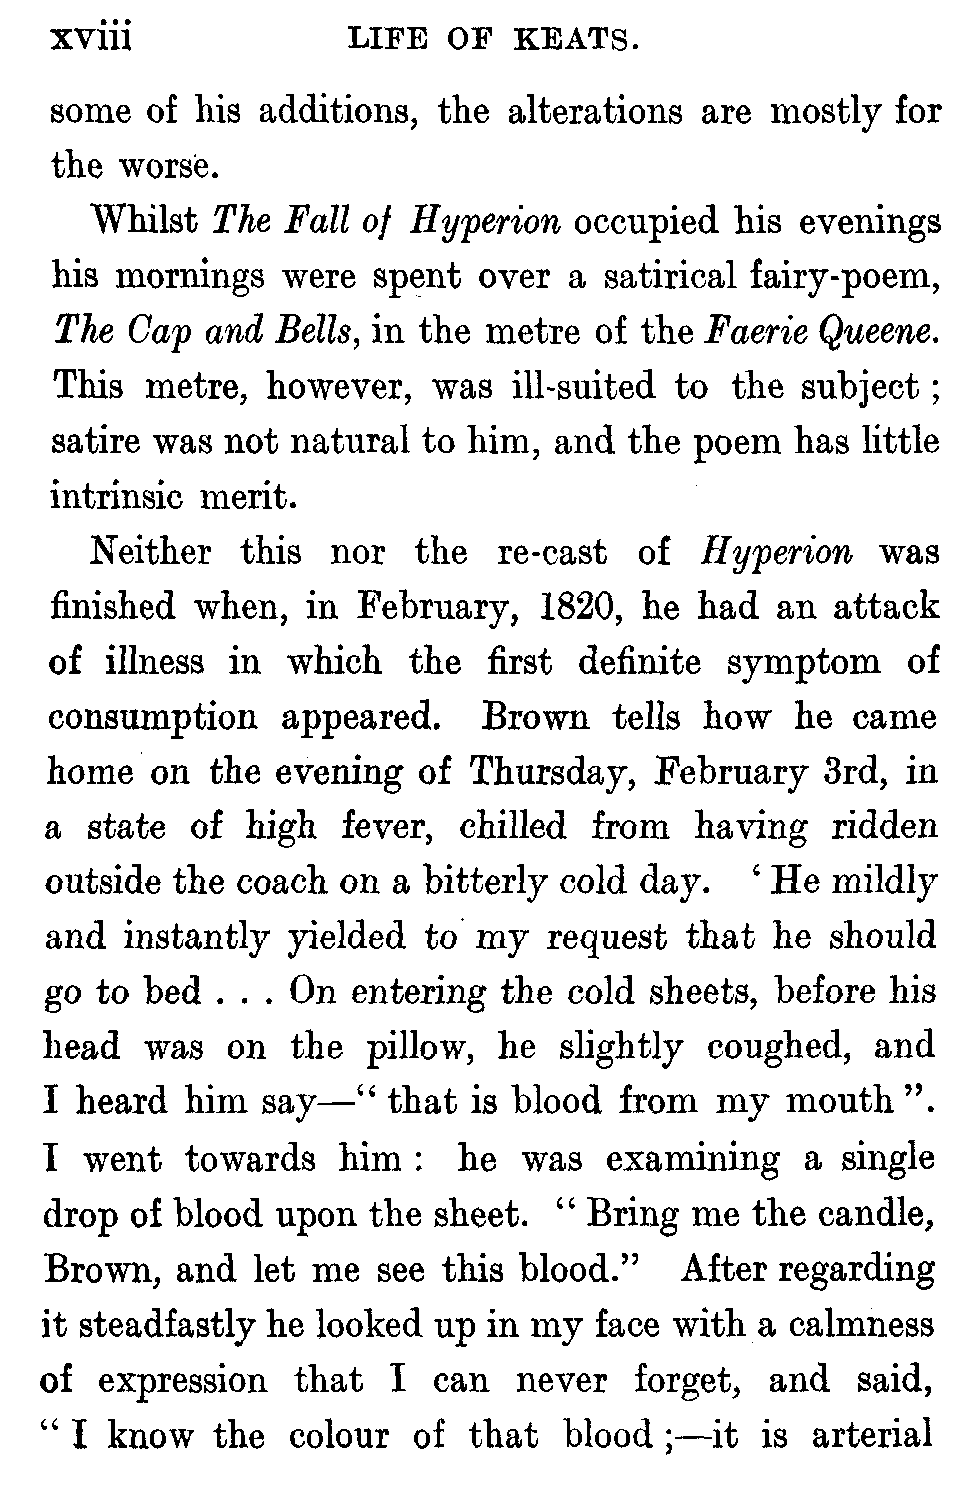 xviii LIFE OF KEATS.
some of his additions, the alterations are mostly for
the worse.
Whilst The Fall of Hyperion occupied his evenings
his mornings were spent over a satirical fairy-poem,
The Cap and Bells, in the metre of the Faerie Queene.
This metre, however, was ill-suited to the subject ;
satire was not natural to him, and the poem has little
intrinsic merit.
Neither this nor the re-cast of Hyperion was
finished when, in February, 1820, he had an attack
of illness in which the first definite symptom of
consumption appeared. Brown tells how he came
home on the evening of Thursday, February 3rd, in
a state of high fever, chilled from having ridden
outside the coach on a bitterly cold day. ‘ He mildly
and instantly yielded to my request that he should
go to bed . . . On entering the cold sheets, before his
head was on the pillow, he slightly coughed, and
I heard him say—“ that is blood from my mouth ”.
I went towards him : he was examining a single
drop of blood upon the sheet. “ Bring me the candle,
Brown, and let me see this blood.” After regarding
it steadfastly he looked up in my face with a calmness
of expression that I can never forget, and said,
“ I know the colour of that blood ;—it is arterial